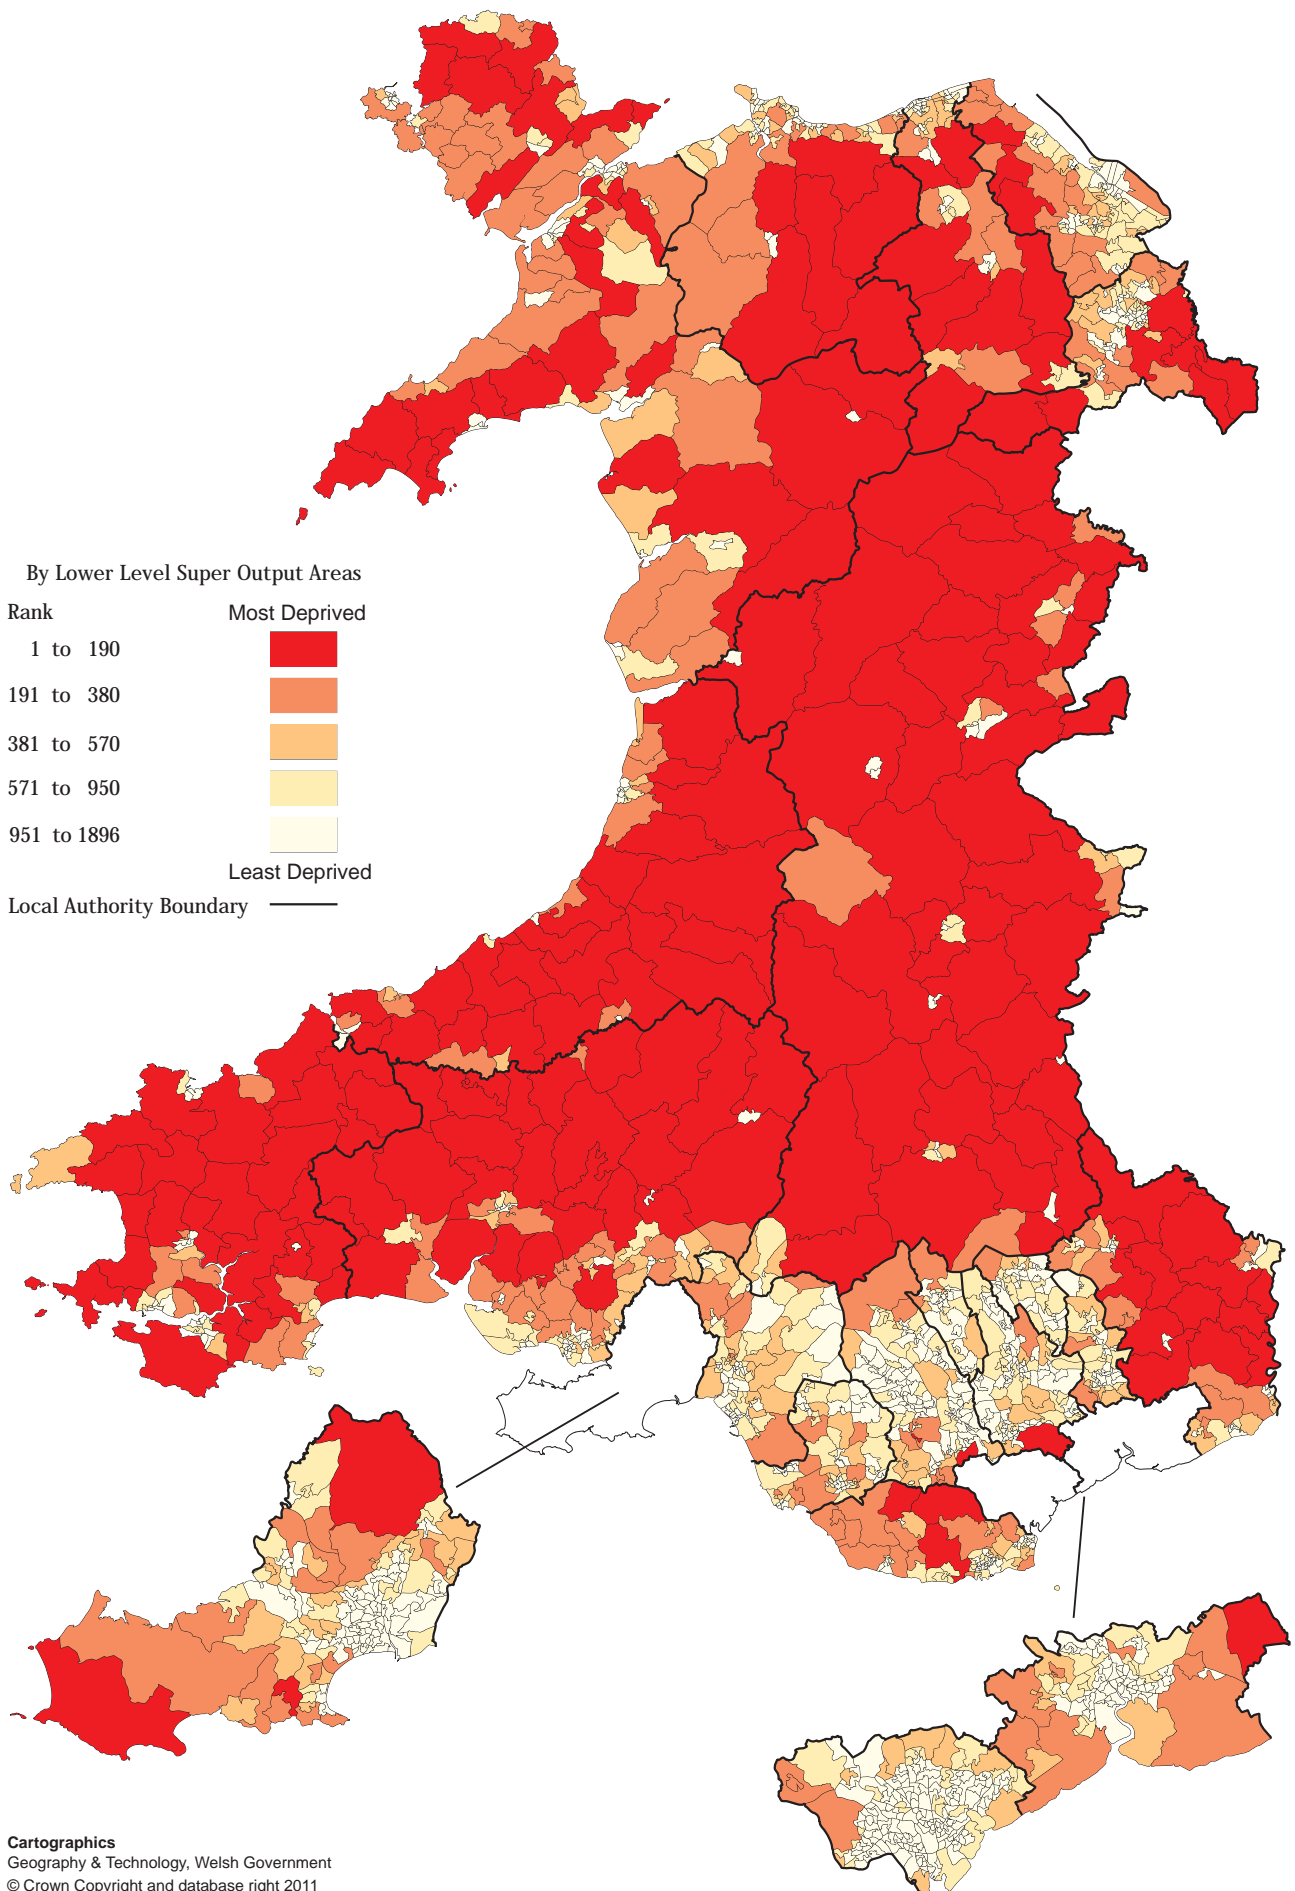 By Lower Level Super Output Areas
Rank Most Deprived
1 to 190
191 to 380
381 to 570
571 to 950
951 to 1896
Least Deprived
Local Authority Boundary
Cartographics
Geography & Technology, Welsh Government
© Crown Copyright and database right 2011